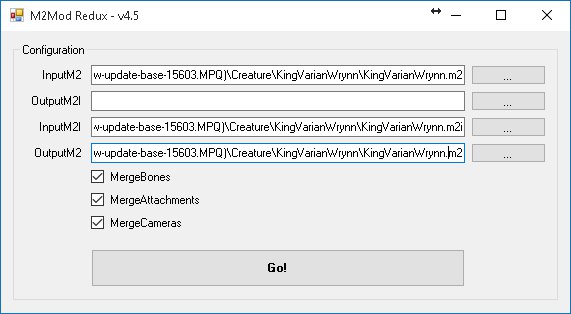 M2Mod Redux - v4.5
Configuration
InputM2 w-update-base-15603.MPQ)\Creature\KingVarianWrynn\KingVarianWrynn.m2 ...
OutputM2I ...
InputM2I w-update-base-15603.MPQ)\Creature\KingVarianWrynn\KingVarianWrynn.m2i ...
OutputM2 w-update-base-15603.MPQ)\Creature\KingVarianWrynn\KingVarianWrynn.m2 ...
MergeBones
MergeAttachments
MergeCameras
Go!